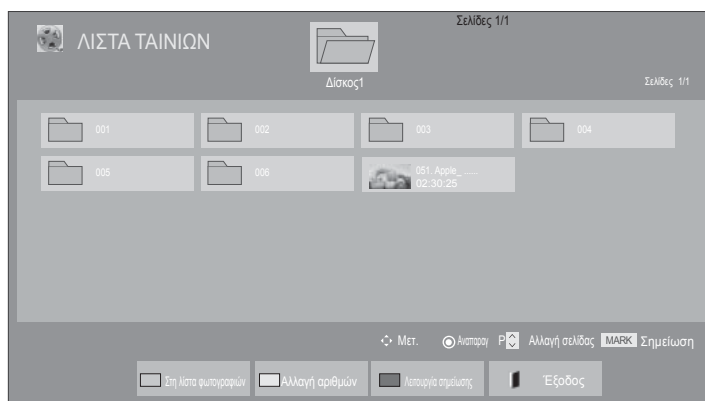 Σελίδες 1/1
ΛΙΣΤΑ ΤΑΙΝΙΩΝ
Δίσκος1
Σελίδες 1/1
001
002
003
004
005
006
051. Apple_ ......
02:30:25
Μετ.
Αναπαραγ
P
Αλλαγή σελίδας
MARK
Σημείωση
Στη λίστα φωτογραφιών
Αλλαγή αριθμών
Λειτουργία σημείωσης
Έξοδος